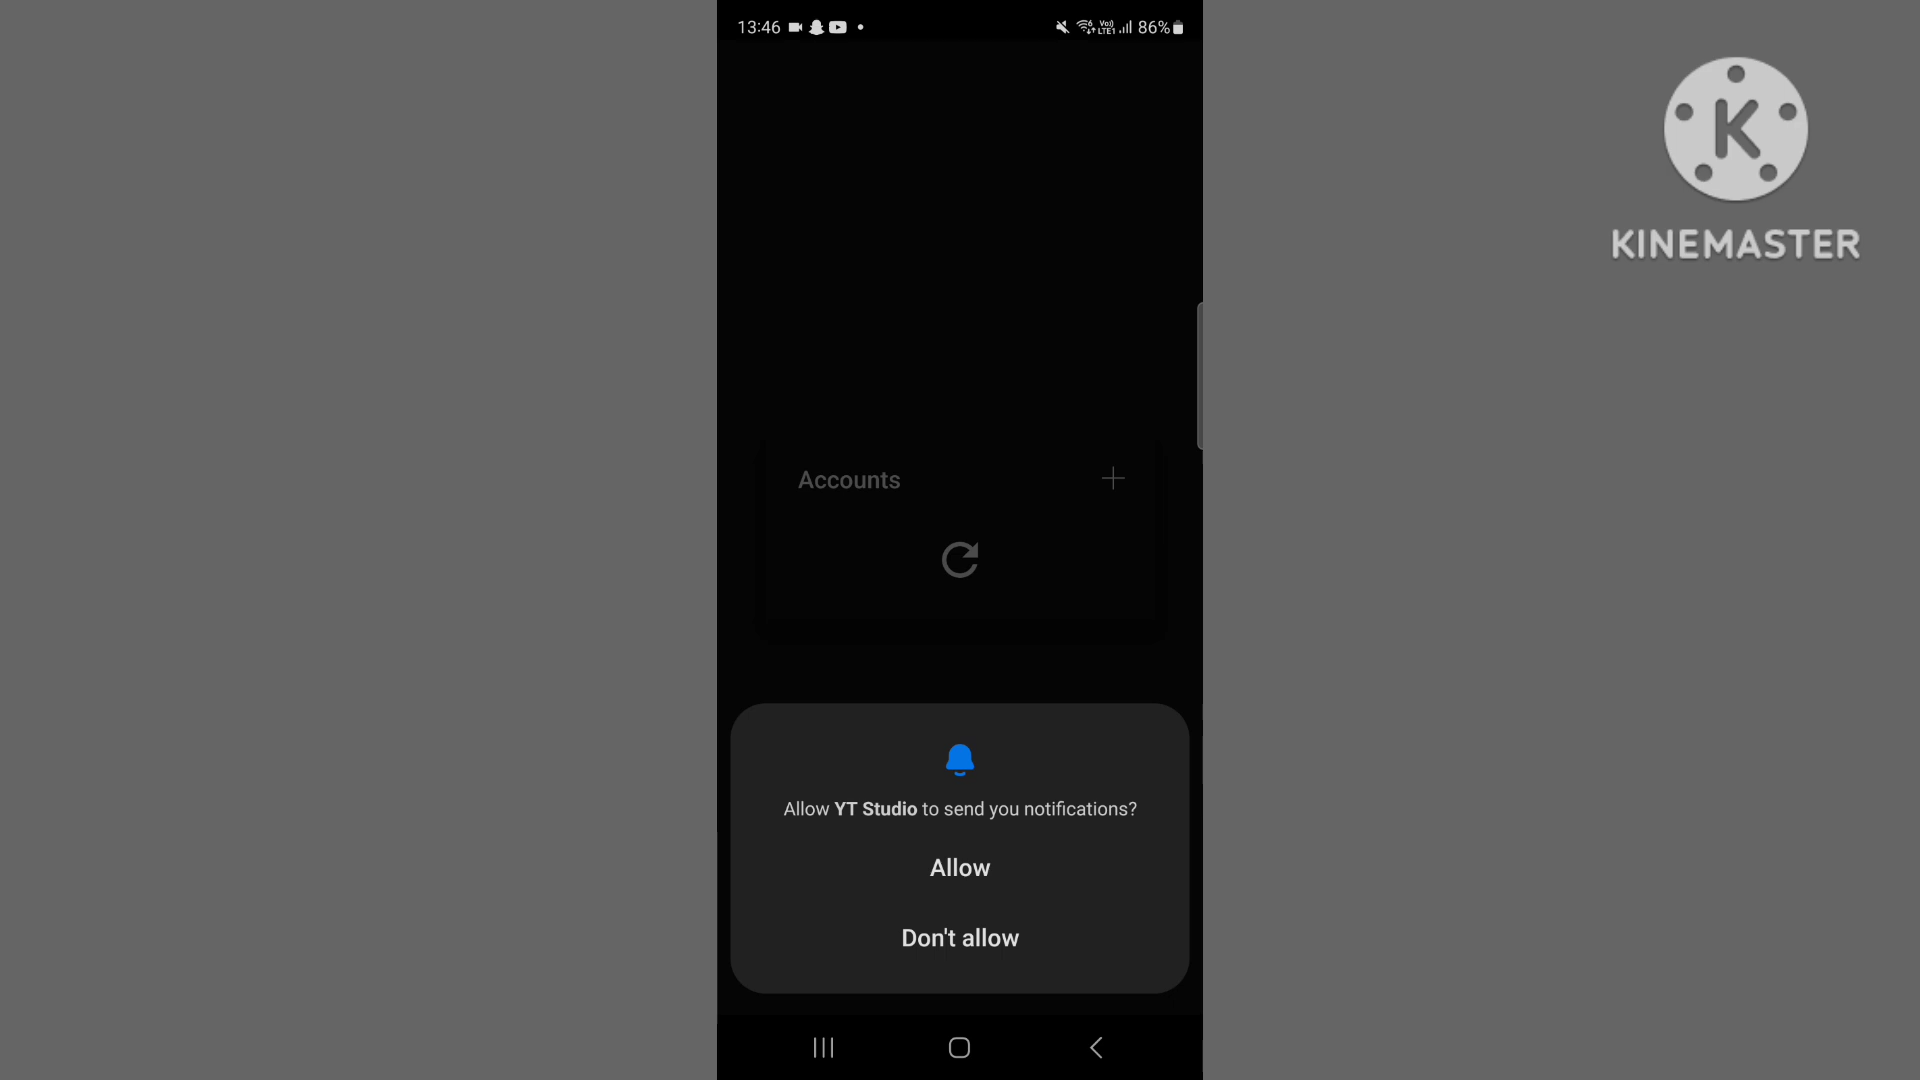 13:46
86%
KINEMASTER
Accounts
Allow YT Studio to send you notifications?
Allow
Don't allow